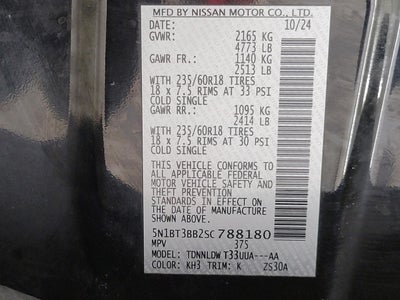 MFD BY NISSAN MOTOR CO., LTD.
DATE: 10/24
GVWR: 2165 KG
4773 LB
GAWR FR.: 1140 KG
2513 LB
WITH 235/60R18 TIRES
18 x 7.5 RIMS AT 33 PSI
COLD SINGLE
GAWR RR.: 1095 KG
2414 LB
WITH 235/60R18 TIRES
18 x 7.5 RIMS AT 30 PSI
COLD SINGLE
THIS VEHICLE CONFORMS TO
ALL APPLICABLE FEDERAL
MOTOR VEHICLE SAFETY AND
THEFT PREVENTION
STANDARDS IN EFFECT ON THE
DATE OF MANUFACTURE
SHOWN ABOVE.
5N1BT3BB2SC788180
MPV 375
TDNNLDW T33UUA---AA
COLOR: KH3 TRIM: K ZS30A